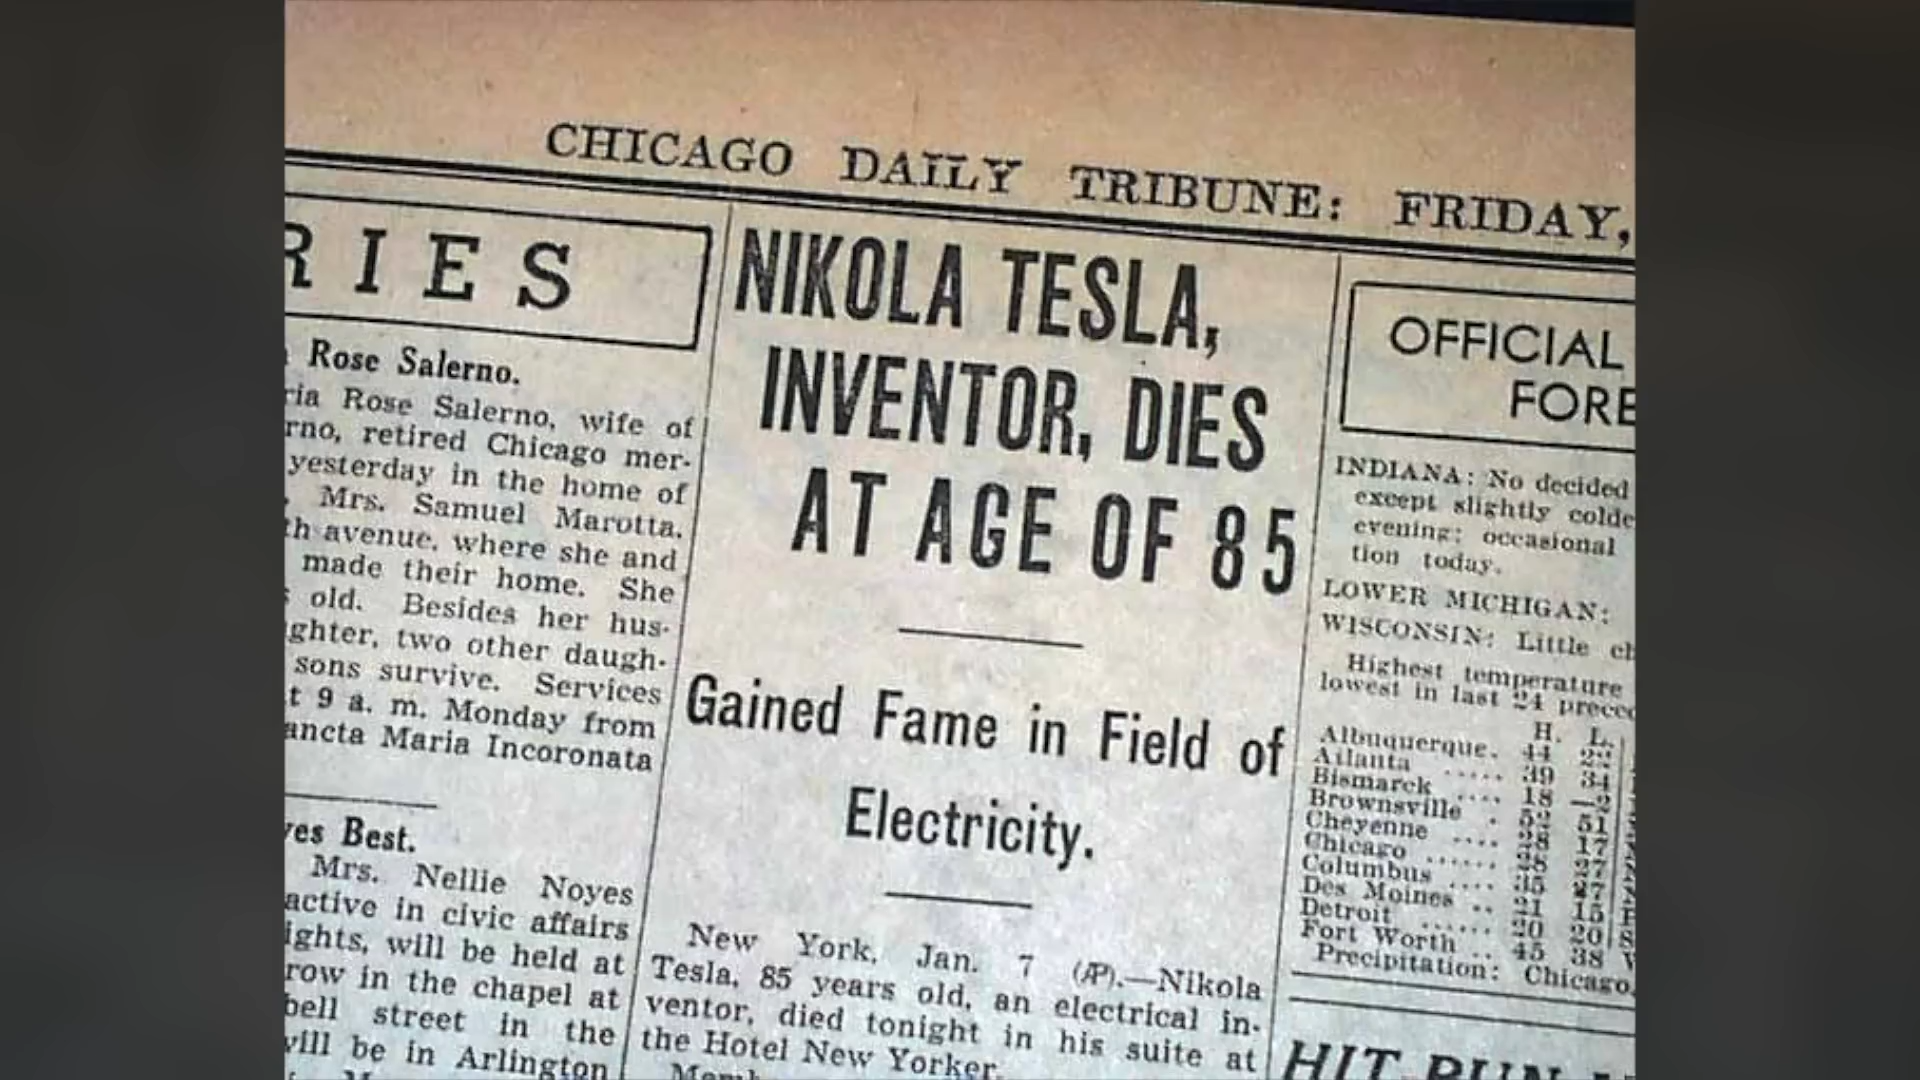 CHICAGO DAILY TRIBUNE: FRIDAY,
RIES
Rose Salerno.
ria Rose Salerno, wife of
rno, retired Chicago mer-
yesterday in the home of
Mrs. Samuel Marotta,
th avenue, where she and
made their home. She
old. Besides her hus-
ghter, two other daugh-
sons survive. Services
t 9 a. m. Monday from
ancta Maria Incoronata
yes Best.
Mrs. Nellie Noyes
active in civic affairs
ights, will be held at
row in the chapel at
bell street in the
will be in Arlington
NIKOLA TESLA,
INVENTOR, DIES
AT AGE OF 85
Gained Fame in Field of
Electricity.
New York, Jan. 7 (AP).—Nikola
Tesla, 85 years old, an electrical in-
ventor, died tonight in his suite at
the Hotel New Yorker.
OFFICIAL
FORE
INDIANA: No decided
except slightly colde
evening; occasional
tion today.
LOWER MICHIGAN:
WISCONSIN: Little ch
Highest temperature
lowest in last 24 prece
H. L.
Albuquerque. 44 22
Atlanta ..... 39 34
Bismarck .... 18 —2
Brownsville . 52 51
Cheyenne .... 28 17
Chicago ...... 28 27
Columbus .... 35 27
Des Moines .. 21 15
Detroit ...... 20 20
Fort Worth .. 45 38
Precipitation: Chicago,
HIT-RUN